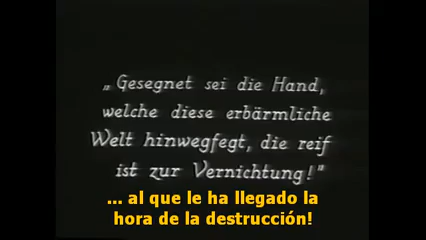 „Gesegnet sei die Hand,
welche diese erbärmliche
Welt hinwegfegt, die reif
ist zur Vernichtung!"
... al que le ha llegado la
hora de la destrucción!